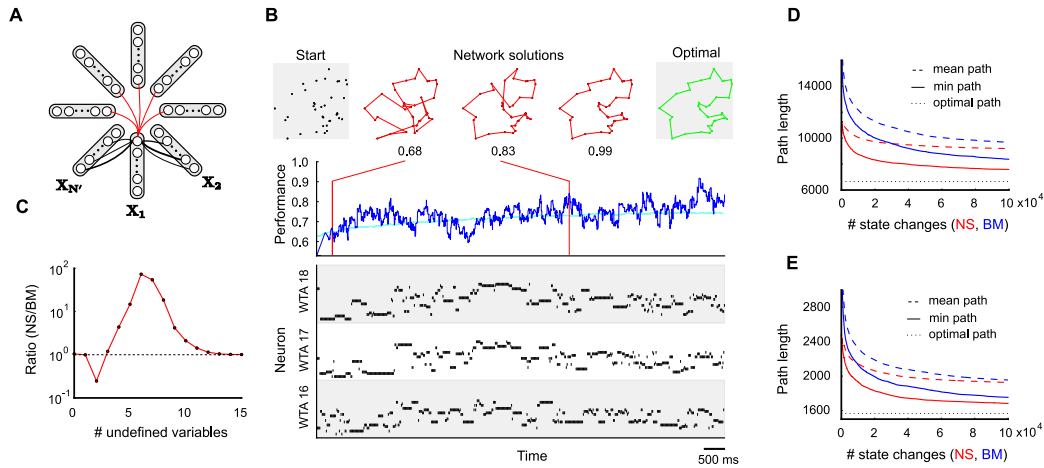 A
X_N'
X_1
X_2
B
Start
Network solutions
Optimal
0.68
0.83
0.99
Performance
1.0
0.9
0.8
0.7
0.6
Neuron
WTA 18
WTA 17
WTA 16
Time
500 ms
C
Ratio (NS/BM)
10^2
10^1
10^0
10^-1
0
5
10
15
# undefined variables
D
Path length
14000
10000
6000
mean path
min path
optimal path
0
2
4
6
8
10 x10^4
# state changes (NS, BM)
E
Path length
2800
2400
2000
1600
mean path
min path
optimal path
0
2
4
6
8
10 x10^4
# state changes (NS, BM)